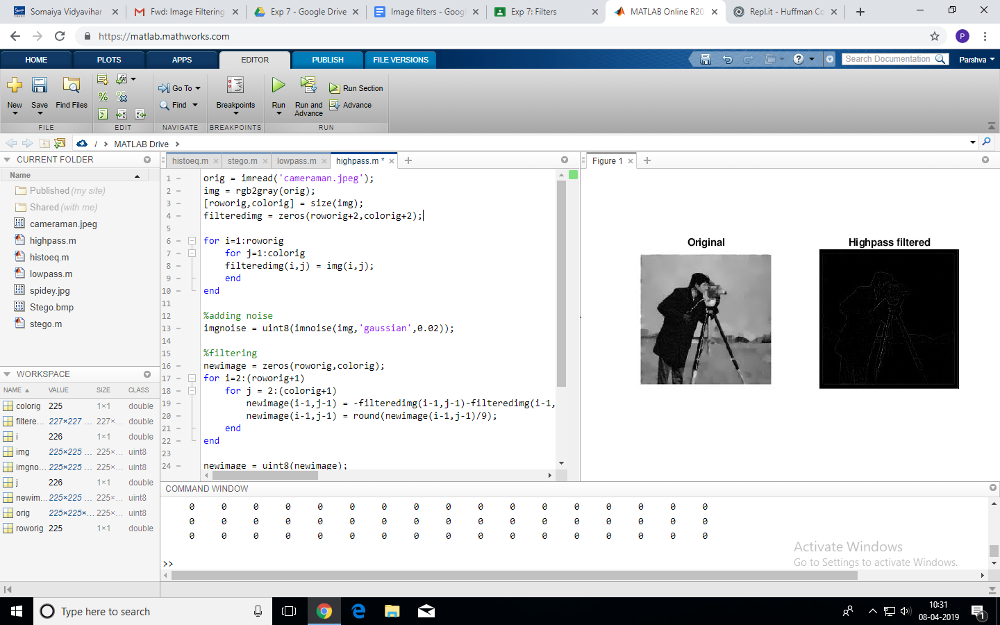 Somaiya Vidyavihar
Fwd: Image Filtering
Exp 7 - Google Drive
Image filters - Goog
Exp 7: Filters
MATLAB Online R20
Repl.it - Huffman Co
https://matlab.mathworks.com
P
HOME PLOTS APPS EDITOR PUBLISH FILE VERSIONS
Search Documentation
Parshva
New Save Find Files
Go To
Find
Breakpoints
Run Run and Advance
Run Section
Advance
FILE EDIT NAVIGATE BREAKPOINTS RUN
/ > MATLAB Drive >
CURRENT FOLDER
Name
Published (my site)
Shared (with me)
cameraman.jpeg
highpass.m
histoeq.m
lowpass.m
spidey.jpg
Stego.bmp
stego.m
WORKSPACE
NAME VALUE SIZE CLASS
colorig 225 1×1 double
filtere... 227×227 ... 227×... double
i 226 1×1 double
img 225×225 ... 225×... uint8
imgno... 225×225 ... 225×... uint8
j 226 1×1 double
newim... 225×225 ... 225×... uint8
orig 225×225×... 225×... uint8
roworig 225 1×1 double
histoeq.m stego.m lowpass.m highpass.m *
1 orig = imread('cameraman.jpeg');
2 img = rgb2gray(orig);
3 [roworig,colorig] = size(img);
4 filteredimg = zeros(roworig+2,colorig+2);
5
6 for i=1:roworig
7 for j=1:colorig
8 filteredimg(i,j) = img(i,j);
9 end
10 end
11
12 %adding noise
13 imgnoise = uint8(imnoise(img,'gaussian',0.02));
14
15 %filtering
16 newimage = zeros(roworig,colorig);
17 for i=2:(roworig+1)
18 for j = 2:(colorig+1)
19 newimage(i-1,j-1) = -filteredimg(i-1,j-1)-filteredimg(i-1,
20 newimage(i-1,j-1) = round(newimage(i-1,j-1)/9);
21 end
22 end
23
24 newimage = uint8(newimage);
Figure 1
Original
Highpass filtered
COMMAND WINDOW
0 0 0 0 0 0 0 0 0 0 0 0 0 0 0 0 0
0 0 0 0 0 0 0 0 0 0 0 0 0 0 0 0 0
0 0 0 0 0 0 0 0 0 0 0 0 0 0 0 0 0
>>
Activate Windows
Go to Settings to activate Windows.
Type here to search
10:31
08-04-2019
1